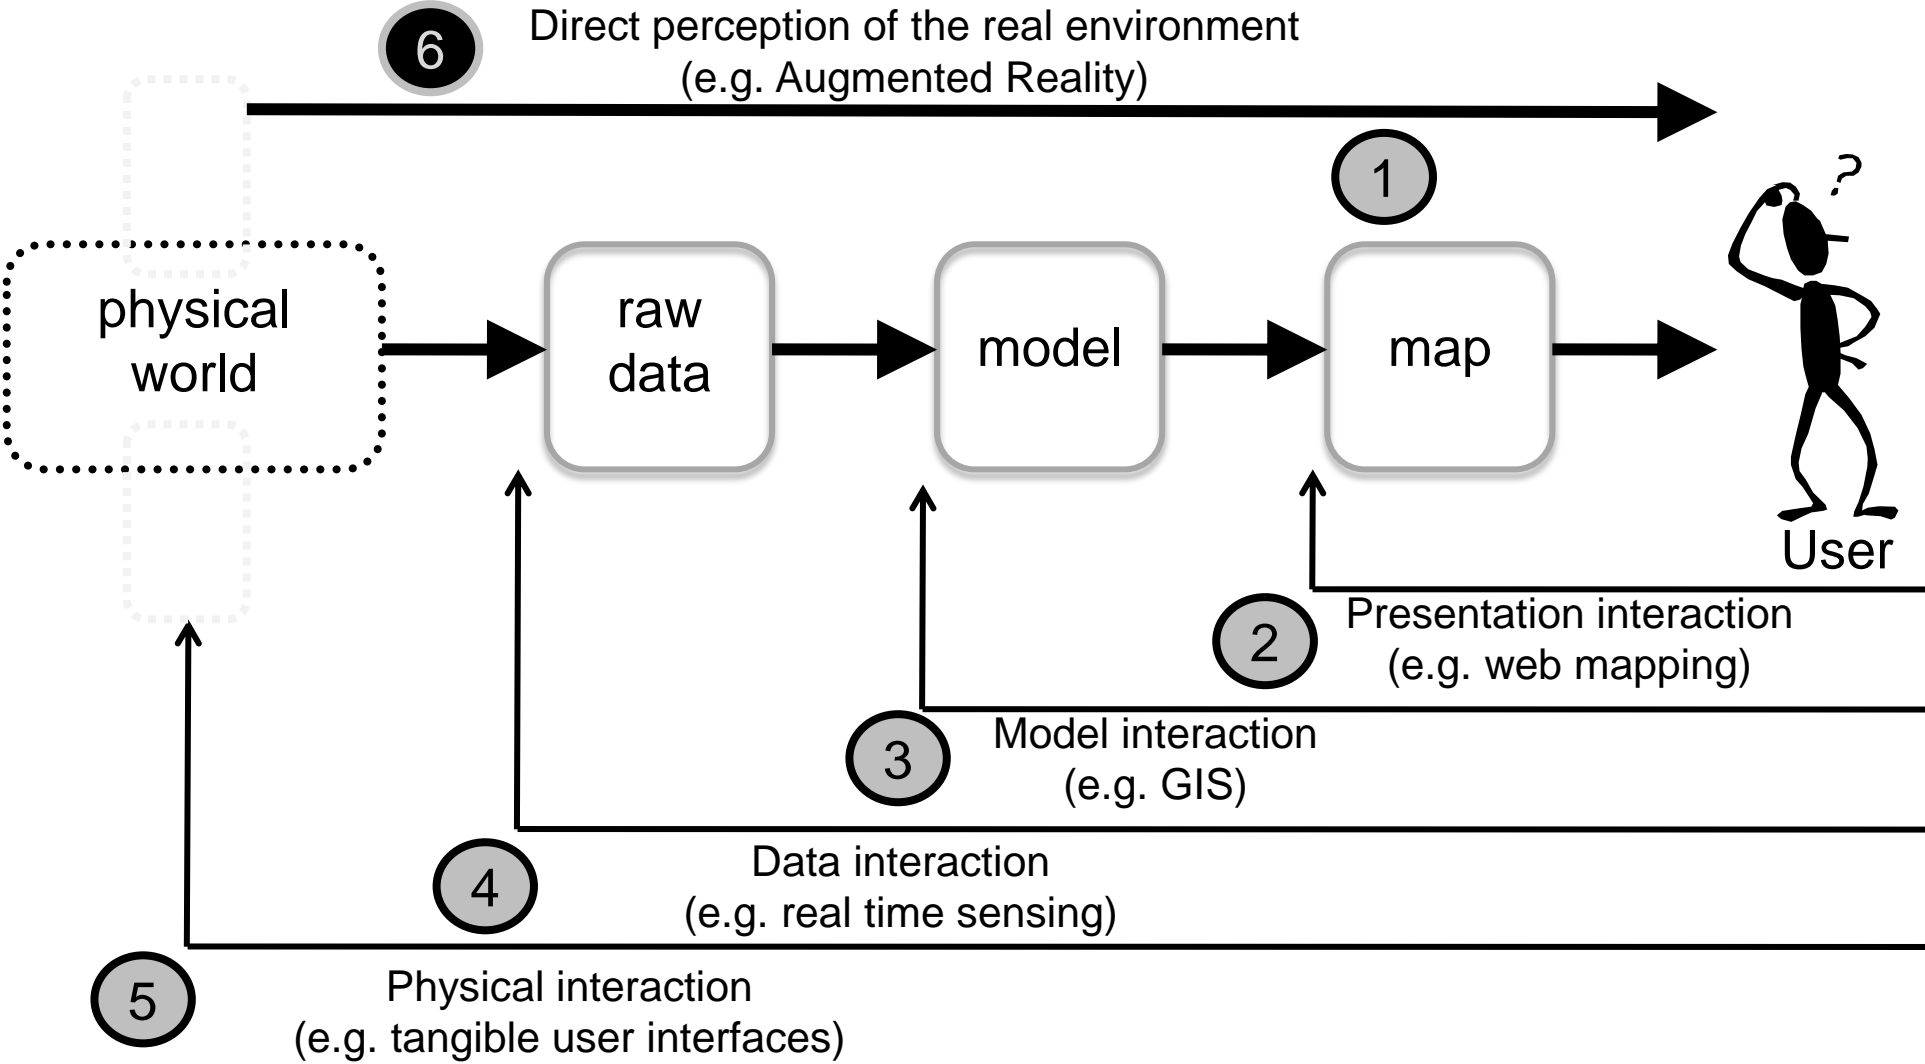 6
Direct perception of the real environment
(e.g. Augmented Reality)
1
?
physical
world
raw
data
model
map
User
2
Presentation interaction
(e.g. web mapping)
3
Model interaction
(e.g. GIS)
4
Data interaction
(e.g. real time sensing)
5
Physical interaction
(e.g. tangible user interfaces)